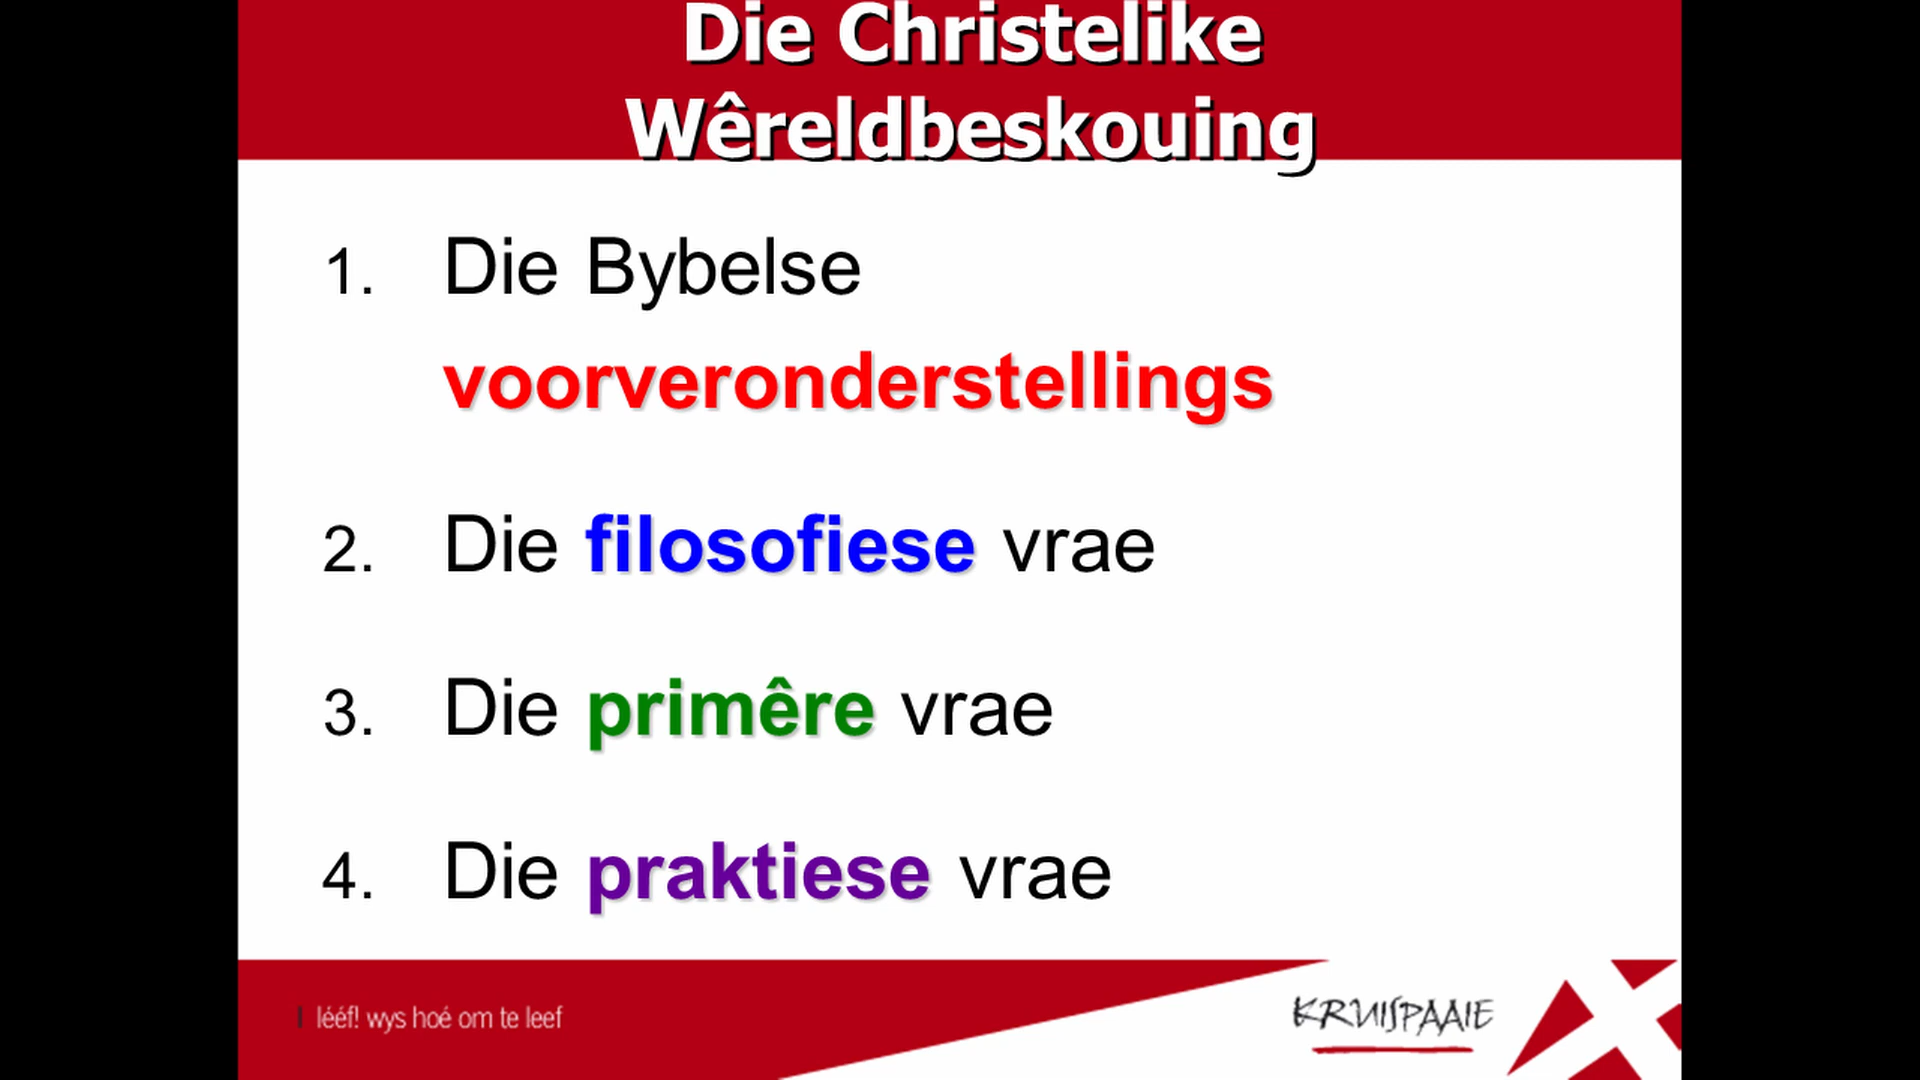 Die Christelike
Wêreldbeskouing
1. Die Bybelse
voorveronderstellings
2. Die filosofiese vrae
3. Die primêre vrae
4. Die praktiese vrae
lééf! wys hoé om te leef
KRUISPAAIE